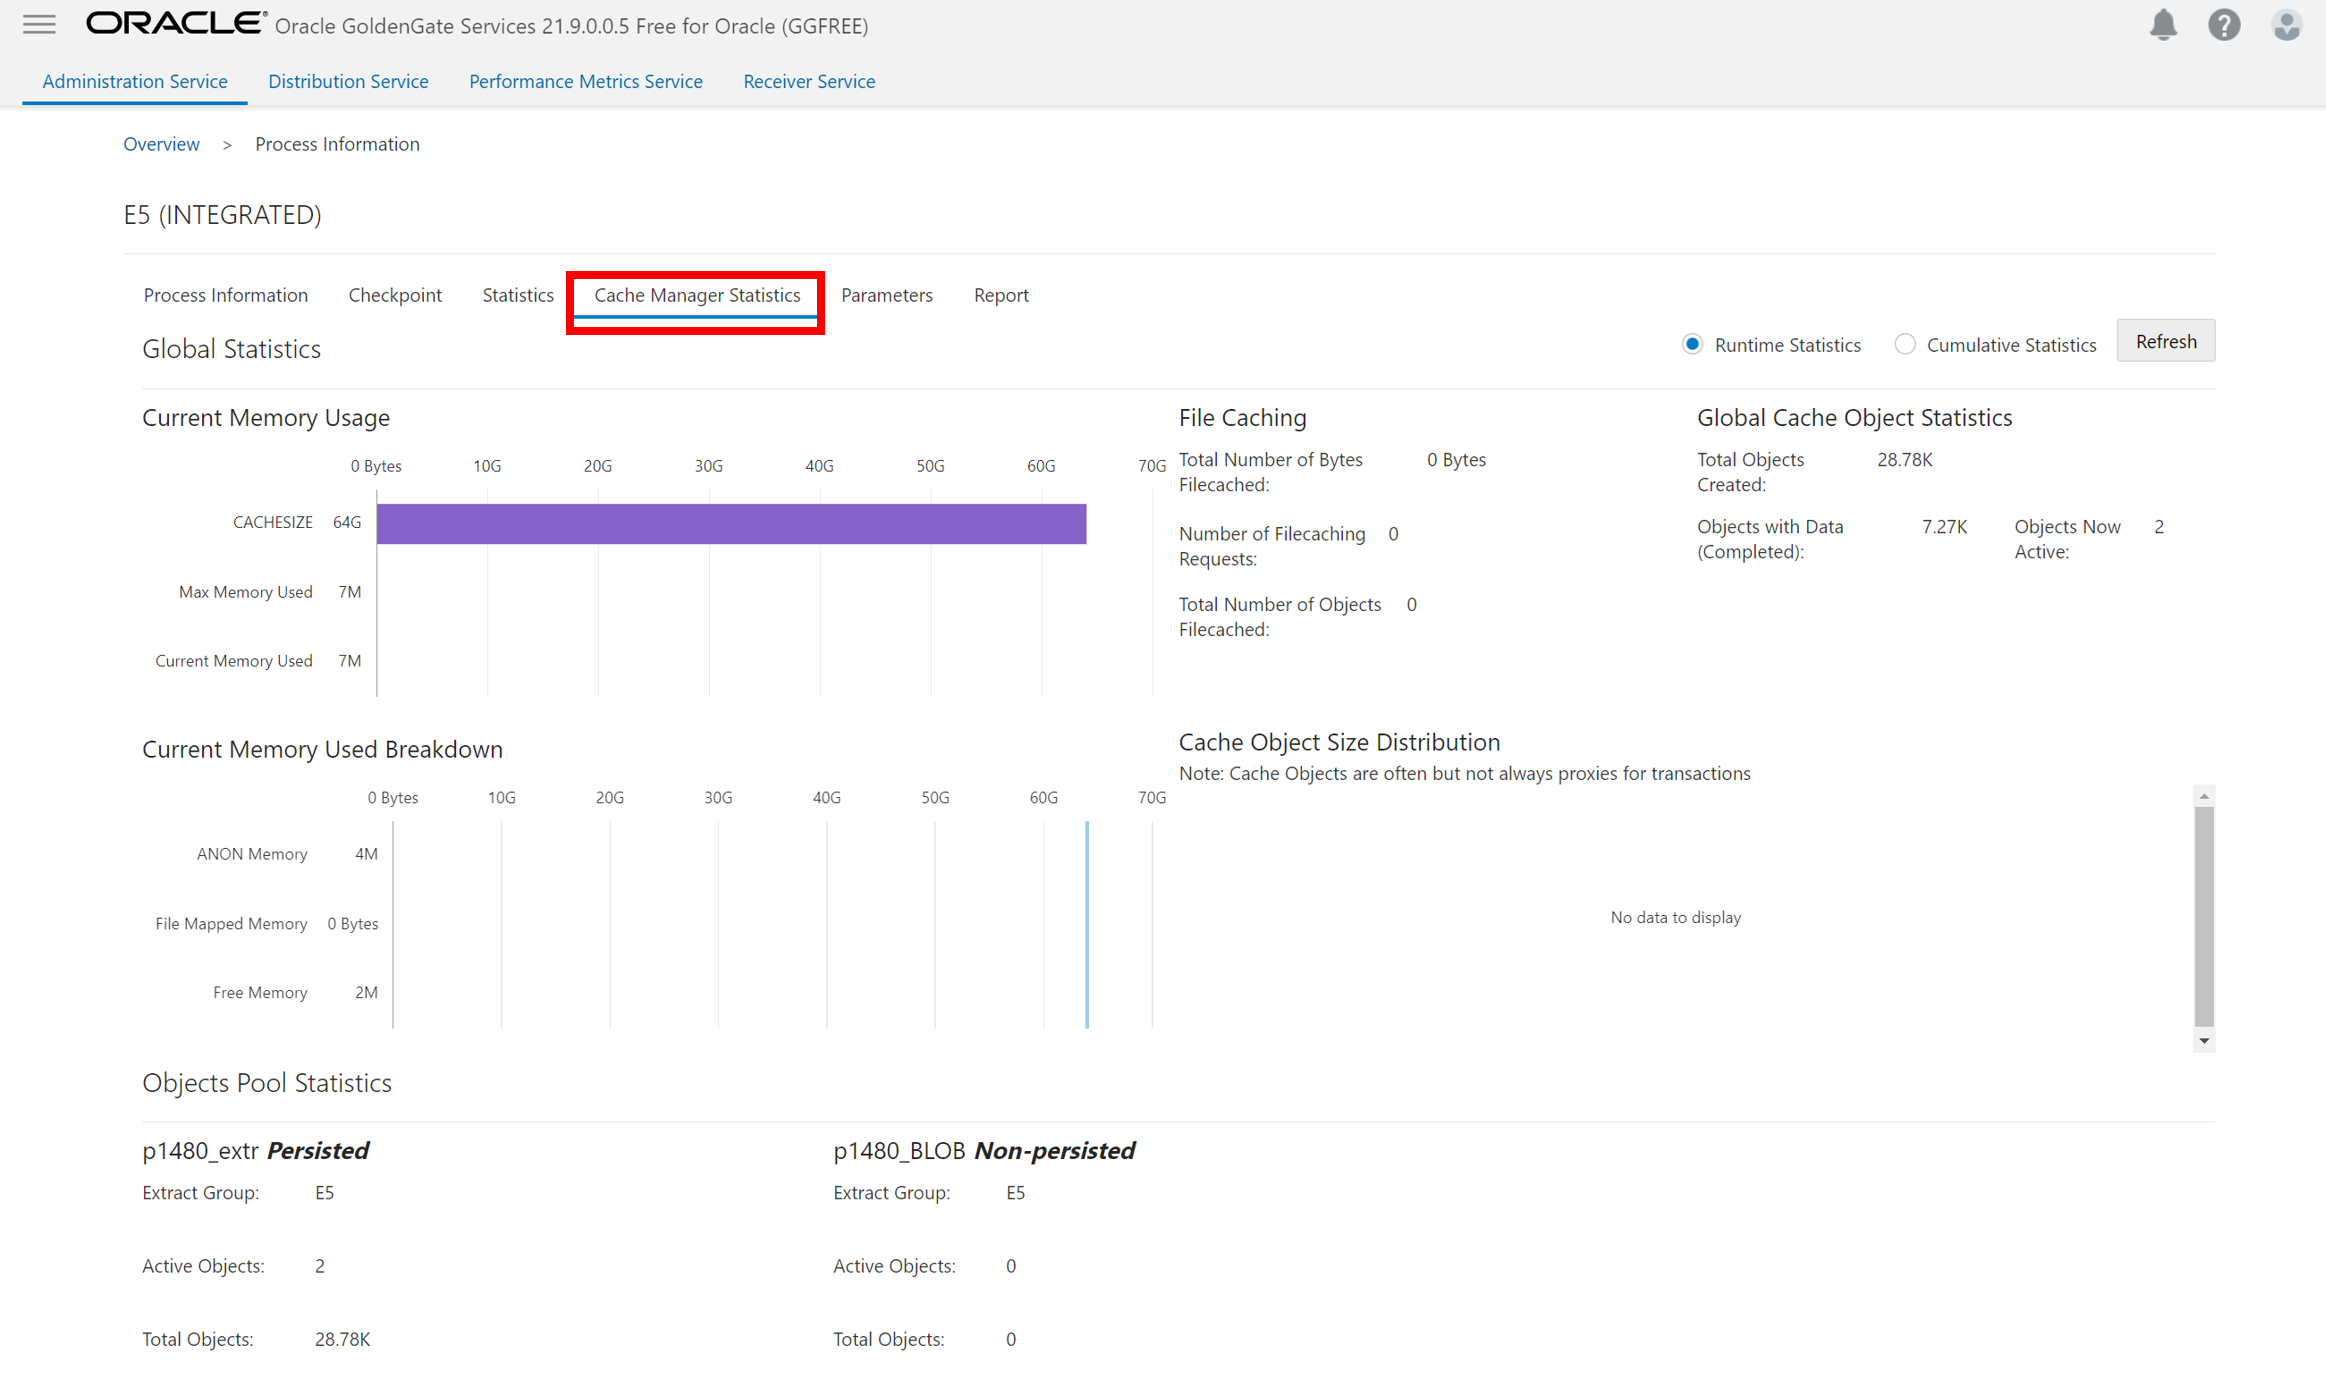 ORACLE® Oracle GoldenGate Services 21.9.0.0.5 Free for Oracle (GGFREE)
Administration Service Distribution Service Performance Metrics Service Receiver Service
Overview > Process Information
E5 (INTEGRATED)
Process Information Checkpoint Statistics Cache Manager Statistics Parameters Report
Global Statistics
Runtime Statistics Cumulative Statistics Refresh
Current Memory Usage
0 Bytes 10G 20G 30G 40G 50G 60G 70G
CACHESIZE 64G
Max Memory Used 7M
Current Memory Used 7M
File Caching
Total Number of Bytes
Filecached:
0 Bytes
Number of Filecaching
Requests:
0
Total Number of Objects
Filecached:
0
Global Cache Object Statistics
Total Objects
Created:
28.78K
Objects with Data
(Completed):
7.27K
Objects Now
Active:
2
Current Memory Used Breakdown
0 Bytes 10G 20G 30G 40G 50G 60G 70G
ANON Memory 4M
File Mapped Memory 0 Bytes
Free Memory 2M
Cache Object Size Distribution
Note: Cache Objects are often but not always proxies for transactions
No data to display
Objects Pool Statistics
p1480_extr Persisted
Extract Group: E5
Active Objects: 2
Total Objects: 28.78K
p1480_BLOB Non-persisted
Extract Group: E5
Active Objects: 0
Total Objects: 0